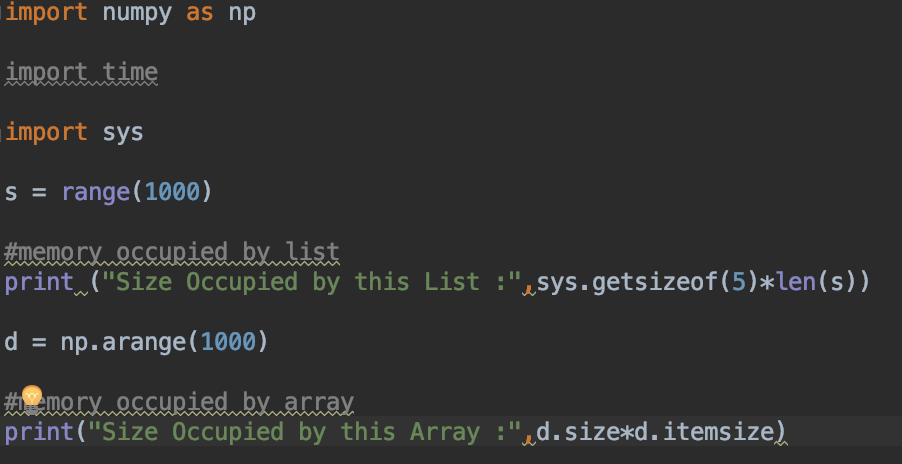 import numpy as np
import time
import sys
s = range(1000)
#memory occupied by list
print ("Size Occupied by this List :",sys.getsizeof(5)*len(s))
d = np.arange(1000)
#memory occupied by array
print("Size Occupied by this Array :",d.size*d.itemsize)